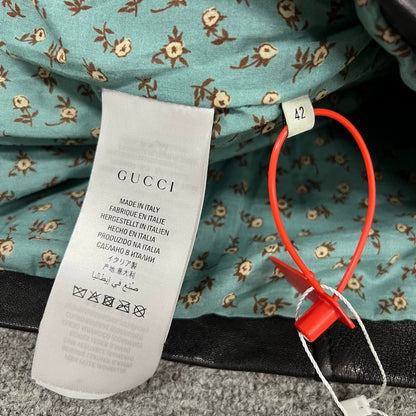 GUCCI
MADE IN ITALY
FABRIQUÉ EN ITALIE
HERGESTELLT IN ITALIEN
HECHO EN ITALIA
PRODUZIDO NA ITÁLIA
СДЕЛАНО В ИТАЛИИ
イタリア製
产地 意大利
صنع في إيطاليا
42